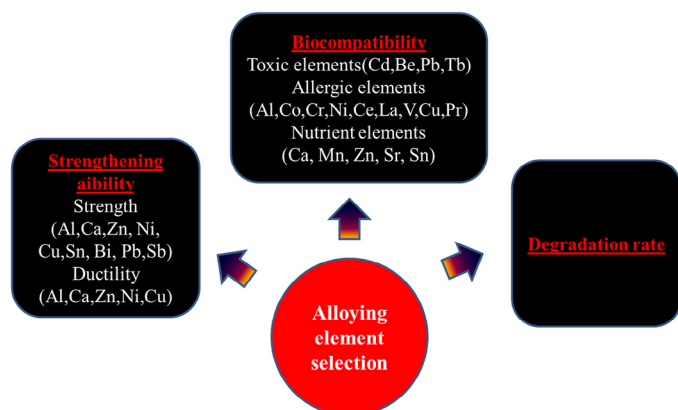 Biocompatibility
Toxic elements(Cd,Be,Pb,Tb)
Allergic elements
(Al,Co,Cr,Ni,Ce,La,V,Cu,Pr)
Nutrient elements
(Ca, Mn, Zn, Sr, Sn)
Strengthening
aibility
Strength
(Al,Ca,Zn, Ni,
Cu,Sn, Bi, Pb,Sb)
Ductility
(Al,Ca,Zn,Ni,Cu)
Degradation rate
Alloying
element
selection